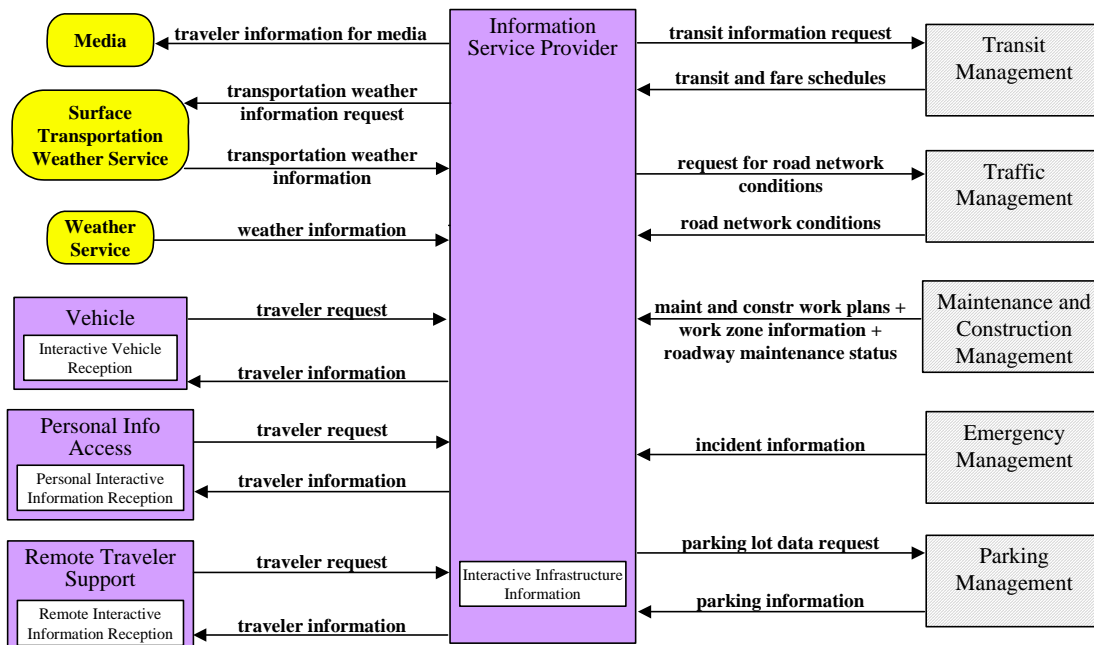 Media
traveler information for media
Information
Service Provider
transit information request
Transit
Management
transit and fare schedules
Surface
Transportation
Weather Service
transportation weather
information request
transportation weather
information
request for road network
conditions
Traffic
Management
road network conditions
Weather
Service
weather information
Vehicle
Interactive Vehicle
Reception
traveler request
traveler information
maint and constr work plans +
work zone information +
roadway maintenance status
Maintenance and
Construction
Management
Personal Info
Access
Personal Interactive
Information Reception
traveler request
traveler information
incident information
Emergency
Management
Remote Traveler
Support
Remote Interactive
Information Reception
traveler request
traveler information
Interactive Infrastructure
Information
parking lot data request
parking information
Parking
Management